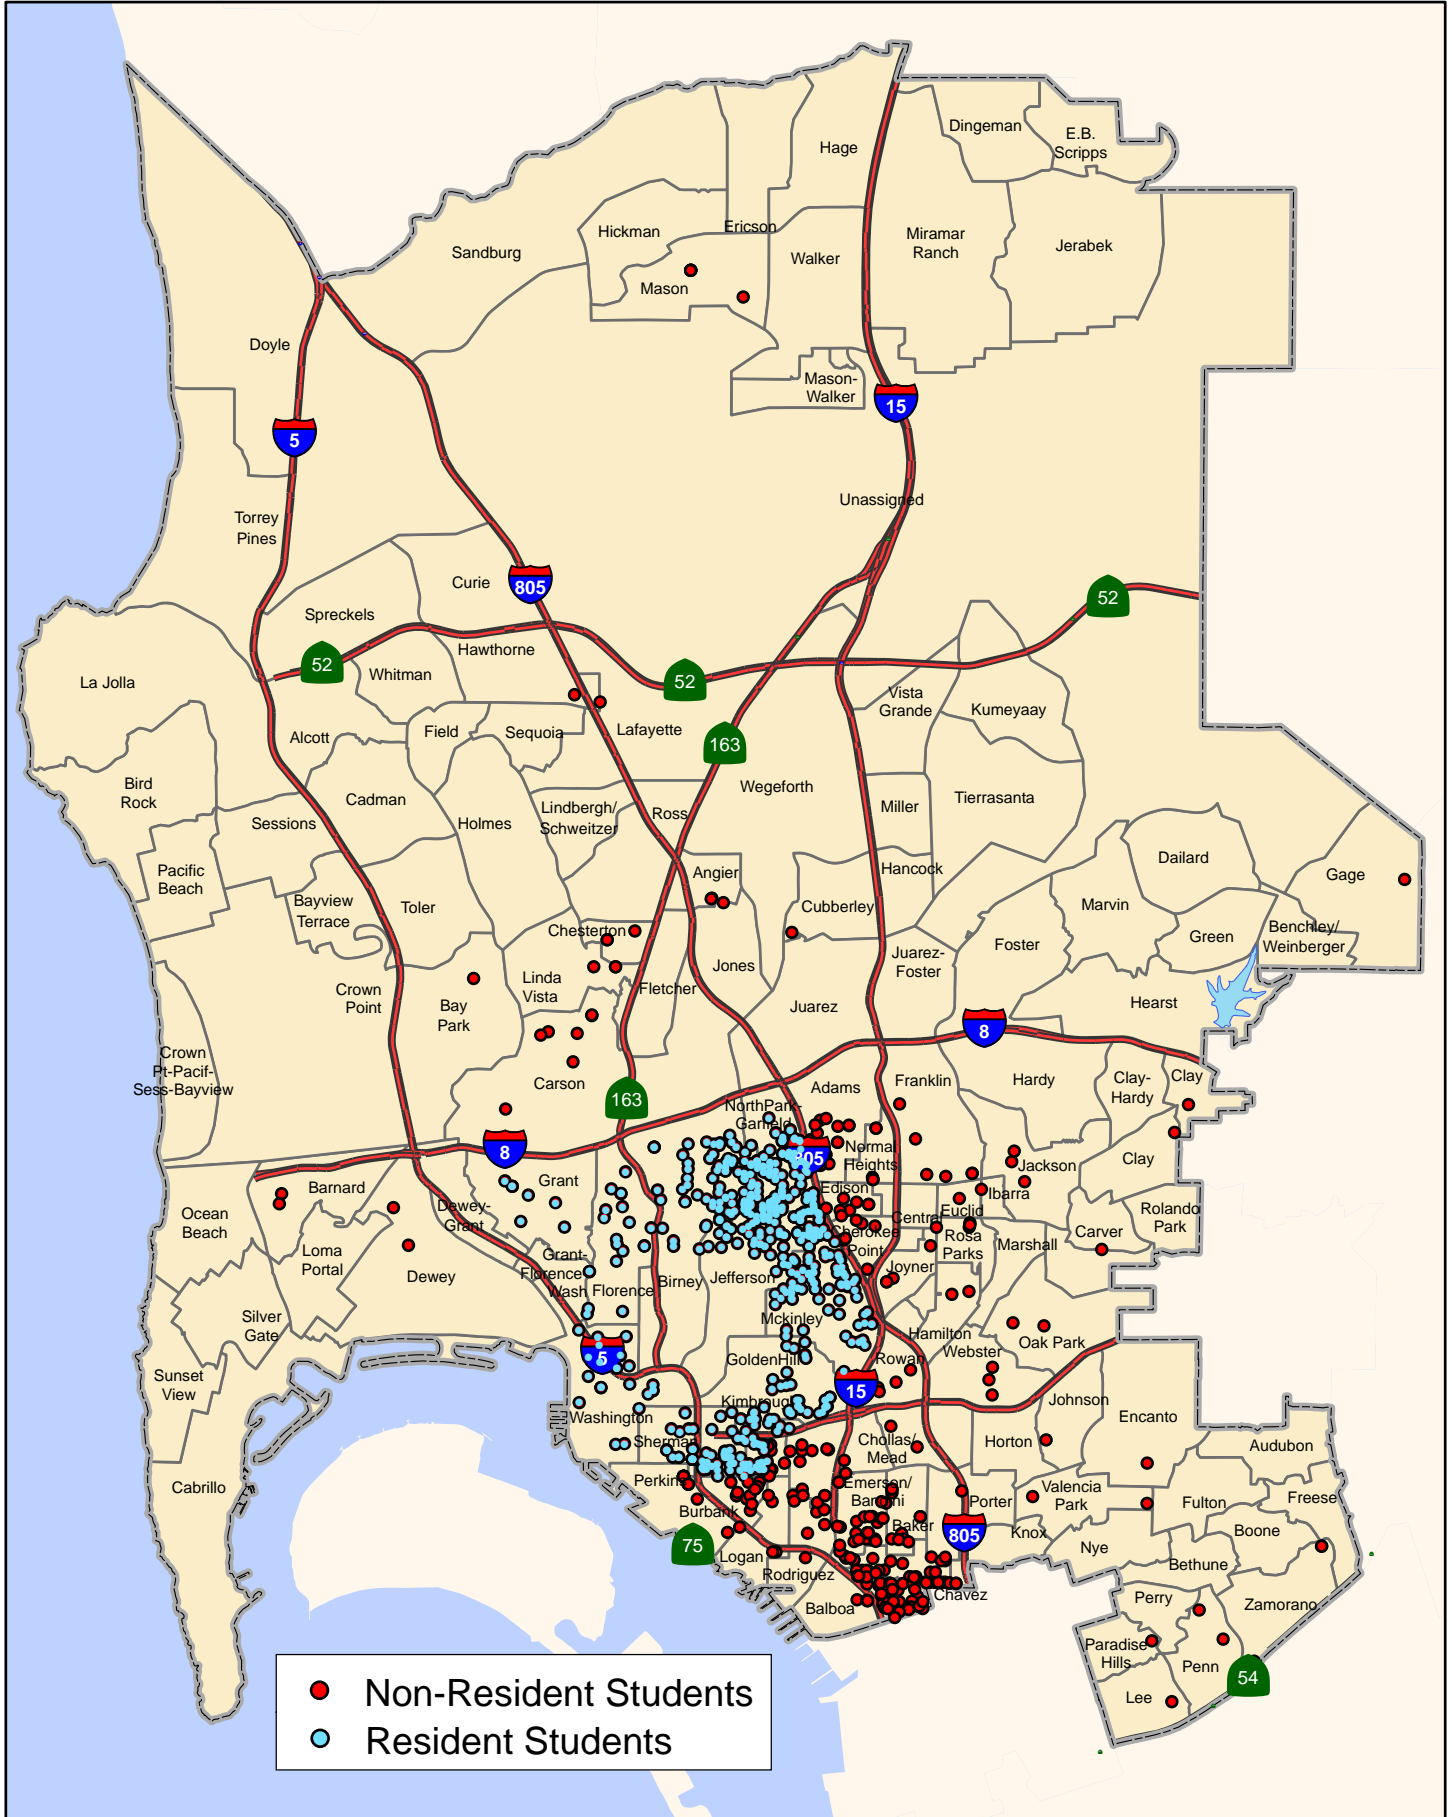 Dingeman
E.B.
Scripps
Hage
Hickman
Ericson
Miramar
Ranch
Jerabek
Sandburg
Walker
Mason
Doyle
Mason-
Walker
15
5
Unassigned
Torrey
Pines
Curie
805
52
Spreckels
Hawthorne
52
Whitman
52
La Jolla
Vista
Grande
Kumeyaay
Field
Sequoia
Lafayette
Alcott
163
Bird
Rock
Wegeforth
Cadman
Tierrasanta
Lindbergh/
Schweitzer
Ross
Miller
Sessions
Holmes
Dailard
Pacific
Beach
Angier
Hancock
Gage
Bayview
Terrace
Toler
Cubberley
Marvin
Chesterton
Benchley/
Weinberger
Green
Foster
Juarez-
Foster
Jones
Linda
Vista
Fletcher
Crown
Point
Bay
Park
Juarez
Hearst
8
Crown
Pt-Pacif-
Sess-Bayview
Carson
Adams
Franklin
Hardy
Clay-
Hardy
Clay
163
NorthPark-
Garfield
8
805
Normal
Heights
Clay
Jackson
Grant
Barnard
Edison
Ibarra
Dewey-
Grant
Ocean
Beach
Central
Euclid
Rolando
Park
Cherokee
Point
Rosa
Parks
Marshall
Carver
Loma
Portal
Grant-
Florence-
Wash
Joyner
Dewey
Florence
Birney
Jefferson
Silver
Gate
Mckinley
Hamilton
Webster
Oak Park
5
GoldenHill
Rowan
Sunset
View
15
Kimbrough
Johnson
Washington
Encanto
Sherman
Chollas/
Mead
Horton
Audubon
Perkins
Cabrillo
Emerson/
Bandini
Valencia
Park
Freese
Porter
Fulton
Burbank
Baker
805
Knox
Boone
75
Nye
Logan
Bethune
Rodriguez
Chavez
Perry
Zamorano
Balboa
Paradise
Hills
Penn
54
Lee
Non-Resident Students
Resident Students